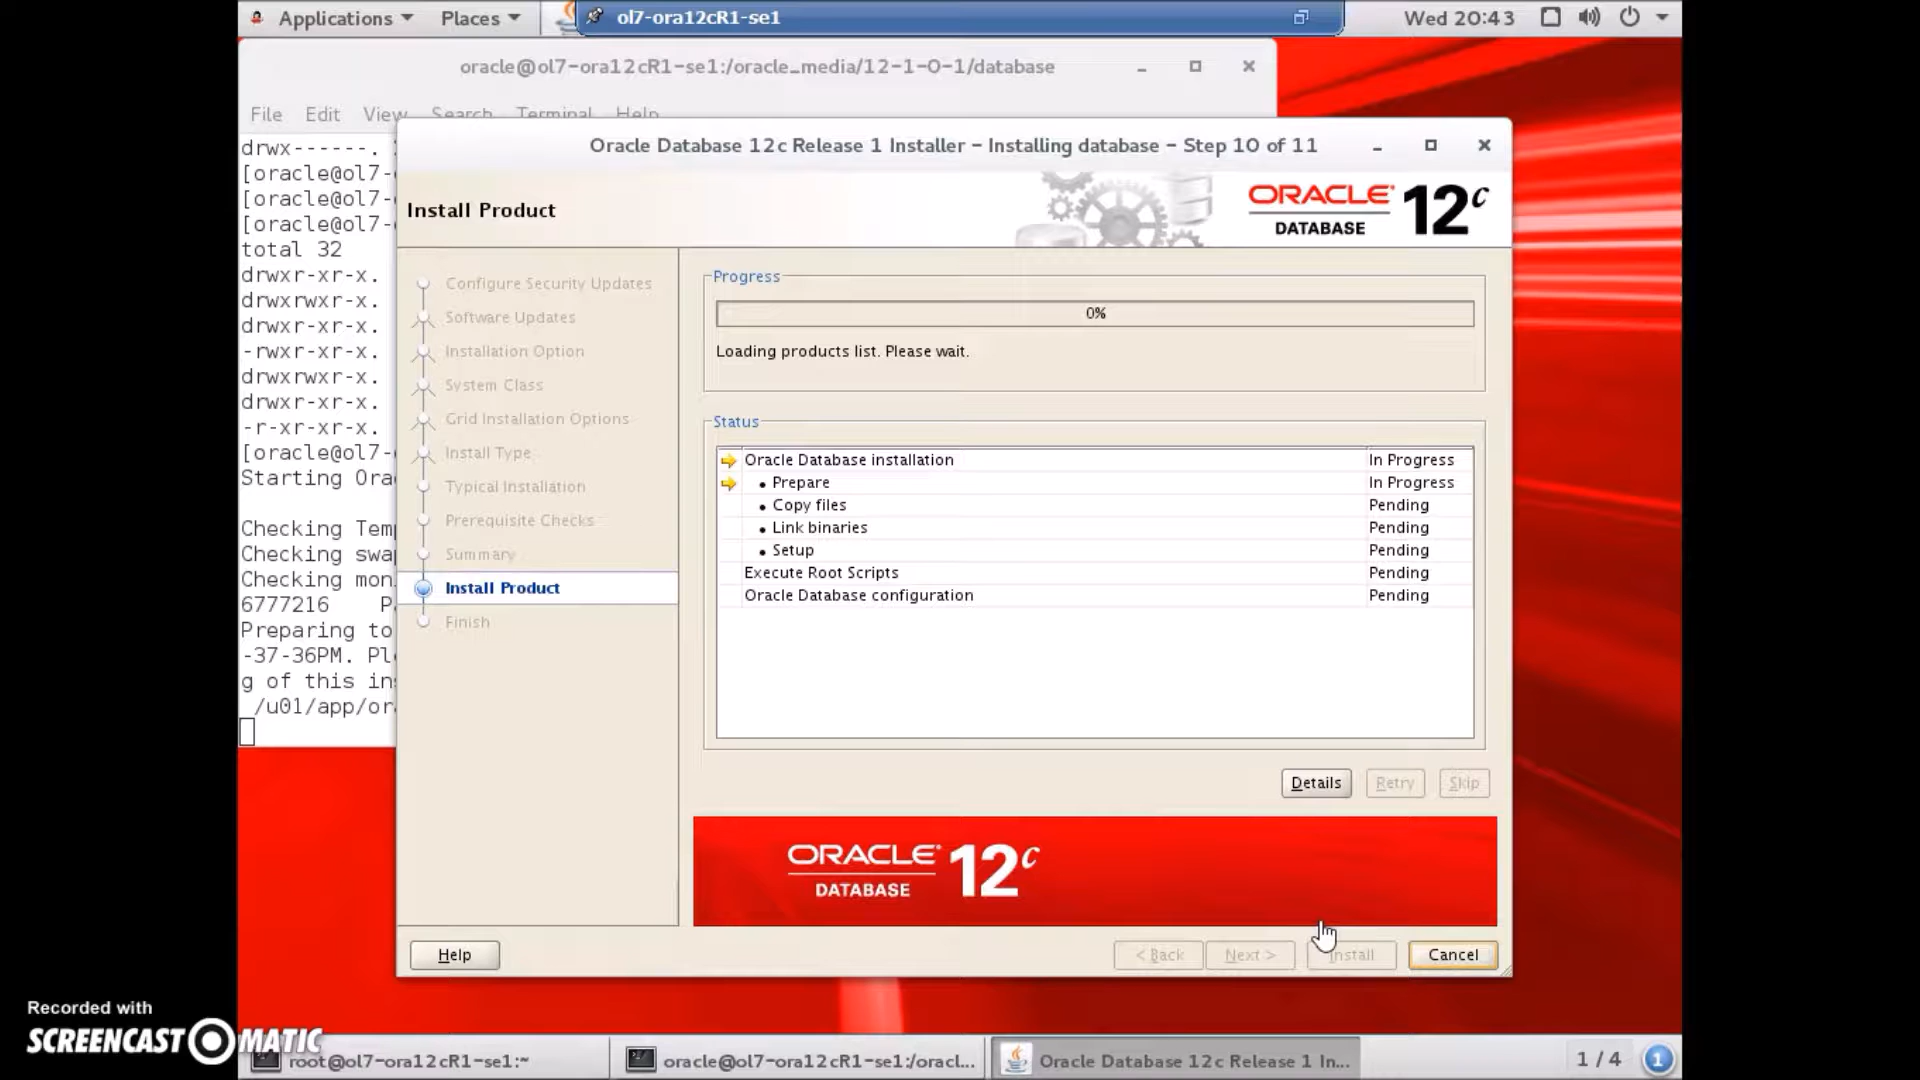 Applications Places ol7-ora12cR1-se1 Wed 20:43
oracle@ol7-ora12cR1-se1:/oracle_media/12-1-0-1/database
File Edit View Search Terminal Help
drwx------.
[oracle@ol7-
[oracle@ol7-
[oracle@ol7-
total 32
drwxr-xr-x.
drwxrwxr-x.
drwxr-xr-x.
-rwxr-xr-x.
drwxrwxr-x.
drwxr-xr-x.
-r-xr-xr-x.
[oracle@ol7-
Starting Ora
Checking Temp
Checking swap
Checking mon
6777216
Preparing to
-37-36PM. Pl
g of this in
/u01/app/or
Oracle Database 12c Release 1 Installer - Installing database - Step 10 of 11
Install Product
ORACLE DATABASE 12c
Configure Security Updates
Software Updates
Installation Option
System Class
Grid Installation Options
Install Type
Typical Installation
Prerequisite Checks
Summary
Install Product
Finish
Progress
0%
Loading products list. Please wait.
Status
Oracle Database installation In Progress
• Prepare In Progress
• Copy files Pending
• Link binaries Pending
• Setup Pending
Execute Root Scripts Pending
Oracle Database configuration Pending
Details Retry Skip
ORACLE DATABASE 12c
Help < Back Next > Install Cancel
Recorded with
SCREENCAST-O-MATIC
root@ol7-ora12cR1-se1:~ oracle@ol7-ora12cR1-se1:/oracl... Oracle Database 12c Release 1 In... 1 / 4 1